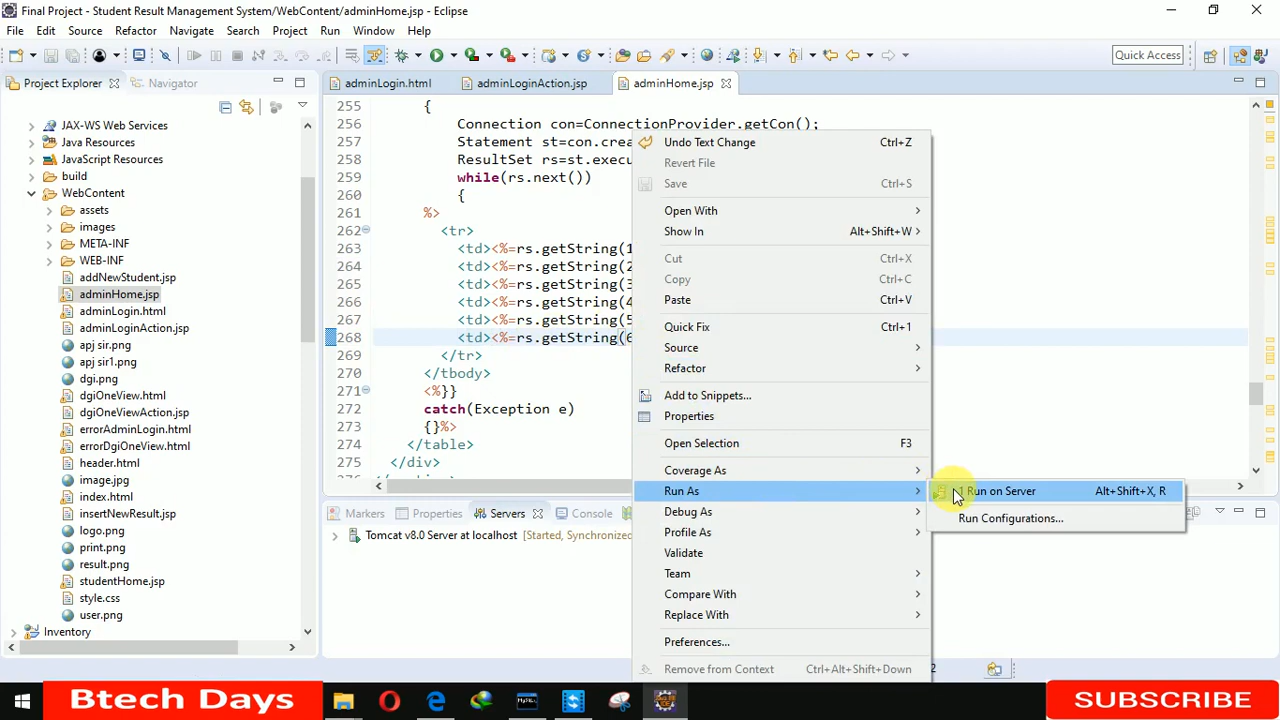 Final Project - Student Result Management System/WebContent/adminHome.jsp - Eclipse
File Edit Source Refactor Navigate Search Project Run Window Help
Quick Access
Project Explorer
Navigator
JAX-WS Web Services
Java Resources
JavaScript Resources
build
WebContent
assets
images
META-INF
WEB-INF
addNewStudent.jsp
adminHome.jsp
adminLogin.html
adminLoginAction.jsp
apj sir.png
apj sir1.png
dgi.png
dgiOneView.html
dgiOneViewAction.jsp
errorAdminLogin.html
errorDgiOneView.html
header.html
image.jpg
index.html
insertNewResult.jsp
logo.png
print.png
result.png
studentHome.jsp
style.css
user.png
Inventory
adminLogin.html adminLoginAction.jsp adminHome.jsp
255 {
256 Connection con=ConnectionProvider.getCon();
257 Statement st=con.crea
258 ResultSet rs=st.execu
259 while(rs.next())
260 {
261 %>
262 <tr>
263 <td><%=rs.getString(1
264 <td><%=rs.getString(2
265 <td><%=rs.getString(3
266 <td><%=rs.getString(4
267 <td><%=rs.getString(5
268 <td><%=rs.getString(6
269 </tr>
270 </tbody>
271 <%}}
272 catch(Exception e)
273 {}%>
274 </table>
275 </div>
Undo Text Change Ctrl+Z
Revert File
Save Ctrl+S
Open With
Show In Alt+Shift+W
Cut Ctrl+X
Copy Ctrl+C
Paste Ctrl+V
Quick Fix Ctrl+1
Source
Refactor
Add to Snippets...
Properties
Open Selection F3
Coverage As
Run As
Debug As
Profile As
Validate
Team
Compare With
Replace With
Preferences...
Remove from Context Ctrl+Alt+Shift+Down
1 Run on Server Alt+Shift+X, R
Run Configurations...
Markers Properties Servers Console
Tomcat v8.0 Server at localhost [Started, Synchronized
Btech Days
SUBSCRIBE